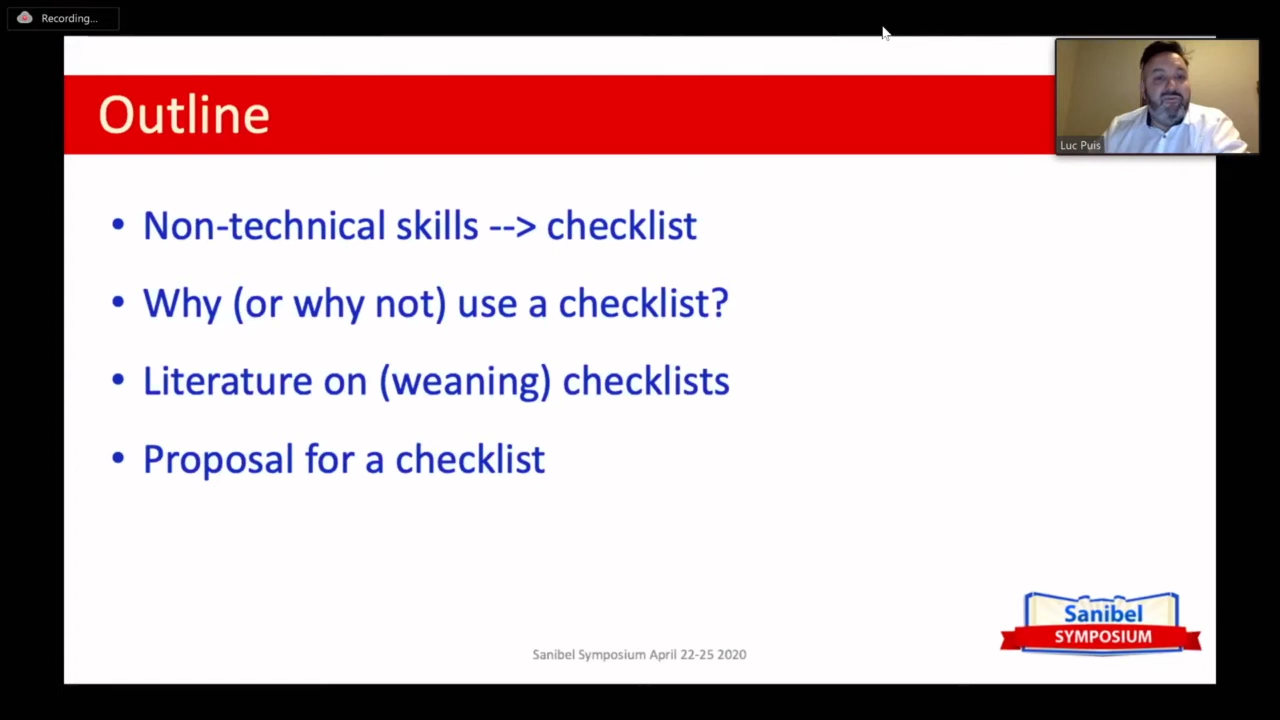 Recording...
Outline
Luc Puis
• Non-technical skills --> checklist
• Why (or why not) use a checklist?
• Literature on (weaning) checklists
• Proposal for a checklist
Sanibel
SYMPOSIUM
Sanibel Symposium April 22-25 2020